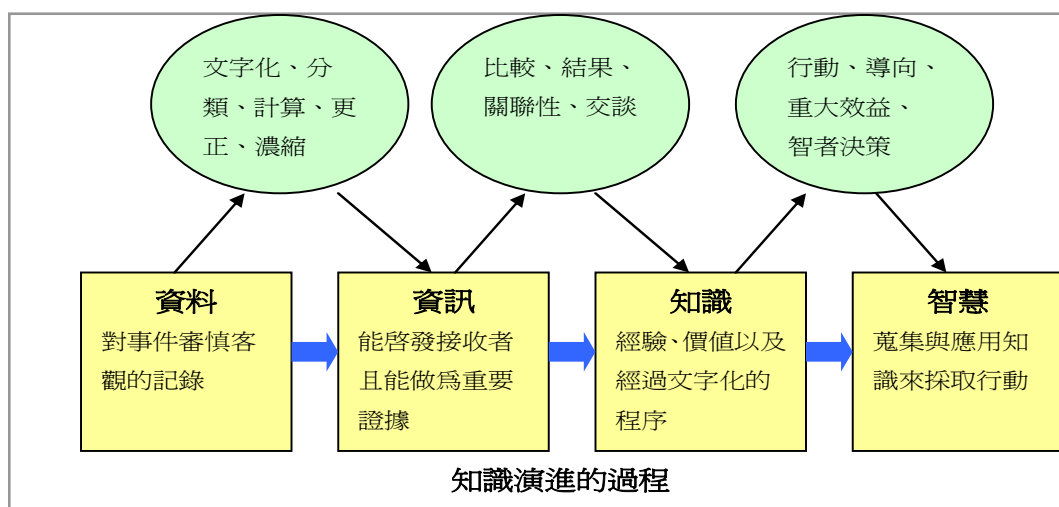 文字化、分
類、計算、更
正、濃縮
比較、結果、
關聯性、交談
行動、導向、
重大效益、
智者決策
資料
對事件審慎客
觀的記錄
資訊
能啓發接收者
且能做爲重要
證據
知識
經驗、價值以及
經過文字化的
程序
智慧
蒐集與應用知
識來採取行動
知識演進的過程